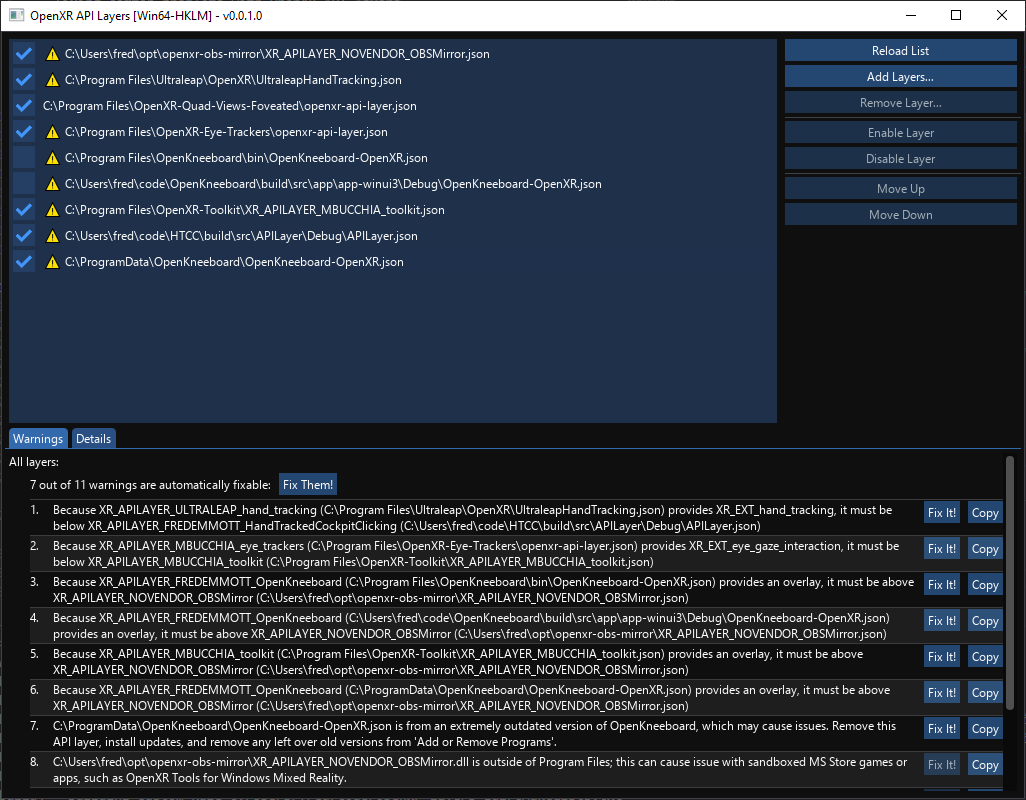 OpenXR API Layers [Win64-HKLM] - v0.0.1.0
C:\Users\fred\opt\openxr-obs-mirror\XR_APILAYER_NOVENDOR_OBSMirror.json
C:\Program Files\Ultraleap\OpenXR\UltraleapHandTracking.json
C:\Program Files\OpenXR-Quad-Views-Foveated\openxr-api-layer.json
C:\Program Files\OpenXR-Eye-Trackers\openxr-api-layer.json
C:\Program Files\OpenKneeboard\bin\OpenKneeboard-OpenXR.json
C:\Users\fred\code\OpenKneeboard\build\src\app\app-winui3\Debug\OpenKneeboard-OpenXR.json
C:\Program Files\OpenXR-Toolkit\XR_APILAYER_MBUCCHIA_toolkit.json
C:\Users\fred\code\HTCC\build\src\APILayer\Debug\APILayer.json
C:\ProgramData\OpenKneeboard\OpenKneeboard-OpenXR.json
Reload List
Add Layers...
Remove Layer...
Enable Layer
Disable Layer
Move Up
Move Down
Warnings Details
All layers:
7 out of 11 warnings are automatically fixable: Fix Them!
1. Because XR_APILAYER_ULTRALEAP_hand_tracking (C:\Program Files\Ultraleap\OpenXR\UltraleapHandTracking.json) provides XR_EXT_hand_tracking, it must be Fix It! Copy
below XR_APILAYER_FREDEMMOTT_HandTrackedCockpitClicking (C:\Users\fred\code\HTCC\build\src\APILayer\Debug\APILayer.json)
2. Because XR_APILAYER_MBUCCHIA_eye_trackers (C:\Program Files\OpenXR-Eye-Trackers\openxr-api-layer.json) provides XR_EXT_eye_gaze_interaction, it must be Fix It! Copy
below XR_APILAYER_MBUCCHIA_toolkit (C:\Program Files\OpenXR-Toolkit\XR_APILAYER_MBUCCHIA_toolkit.json)
3. Because XR_APILAYER_FREDEMMOTT_OpenKneeboard (C:\Program Files\OpenKneeboard\bin\OpenKneeboard-OpenXR.json) provides an overlay, it must be above Fix It! Copy
XR_APILAYER_NOVENDOR_OBSMirror (C:\Users\fred\opt\openxr-obs-mirror\XR_APILAYER_NOVENDOR_OBSMirror.json)
4. Because XR_APILAYER_FREDEMMOTT_OpenKneeboard (C:\Users\fred\code\OpenKneeboard\build\src\app\app-winui3\Debug\OpenKneeboard-OpenXR.json) Fix It! Copy
provides an overlay, it must be above XR_APILAYER_NOVENDOR_OBSMirror (C:\Users\fred\opt\openxr-obs-mirror\XR_APILAYER_NOVENDOR_OBSMirror.json)
5. Because XR_APILAYER_MBUCCHIA_toolkit (C:\Program Files\OpenXR-Toolkit\XR_APILAYER_MBUCCHIA_toolkit.json) provides an overlay, it must be above Fix It! Copy
XR_APILAYER_NOVENDOR_OBSMirror (C:\Users\fred\opt\openxr-obs-mirror\XR_APILAYER_NOVENDOR_OBSMirror.json)
6. Because XR_APILAYER_FREDEMMOTT_OpenKneeboard (C:\ProgramData\OpenKneeboard\OpenKneeboard-OpenXR.json) provides an overlay, it must be above Fix It! Copy
XR_APILAYER_NOVENDOR_OBSMirror (C:\Users\fred\opt\openxr-obs-mirror\XR_APILAYER_NOVENDOR_OBSMirror.json)
7. C:\ProgramData\OpenKneeboard\OpenKneeboard-OpenXR.json is from an extremely outdated version of OpenKneeboard, which may cause issues. Remove this Fix It! Copy
API layer, install updates, and remove any left over old versions from 'Add or Remove Programs'.
8. C:\Users\fred\opt\openxr-obs-mirror\XR_APILAYER_NOVENDOR_OBSMirror.dll is outside of Program Files; this can cause issue with sandboxed MS Store games or Fix It! Copy
apps, such as OpenXR Tools for Windows Mixed Reality.